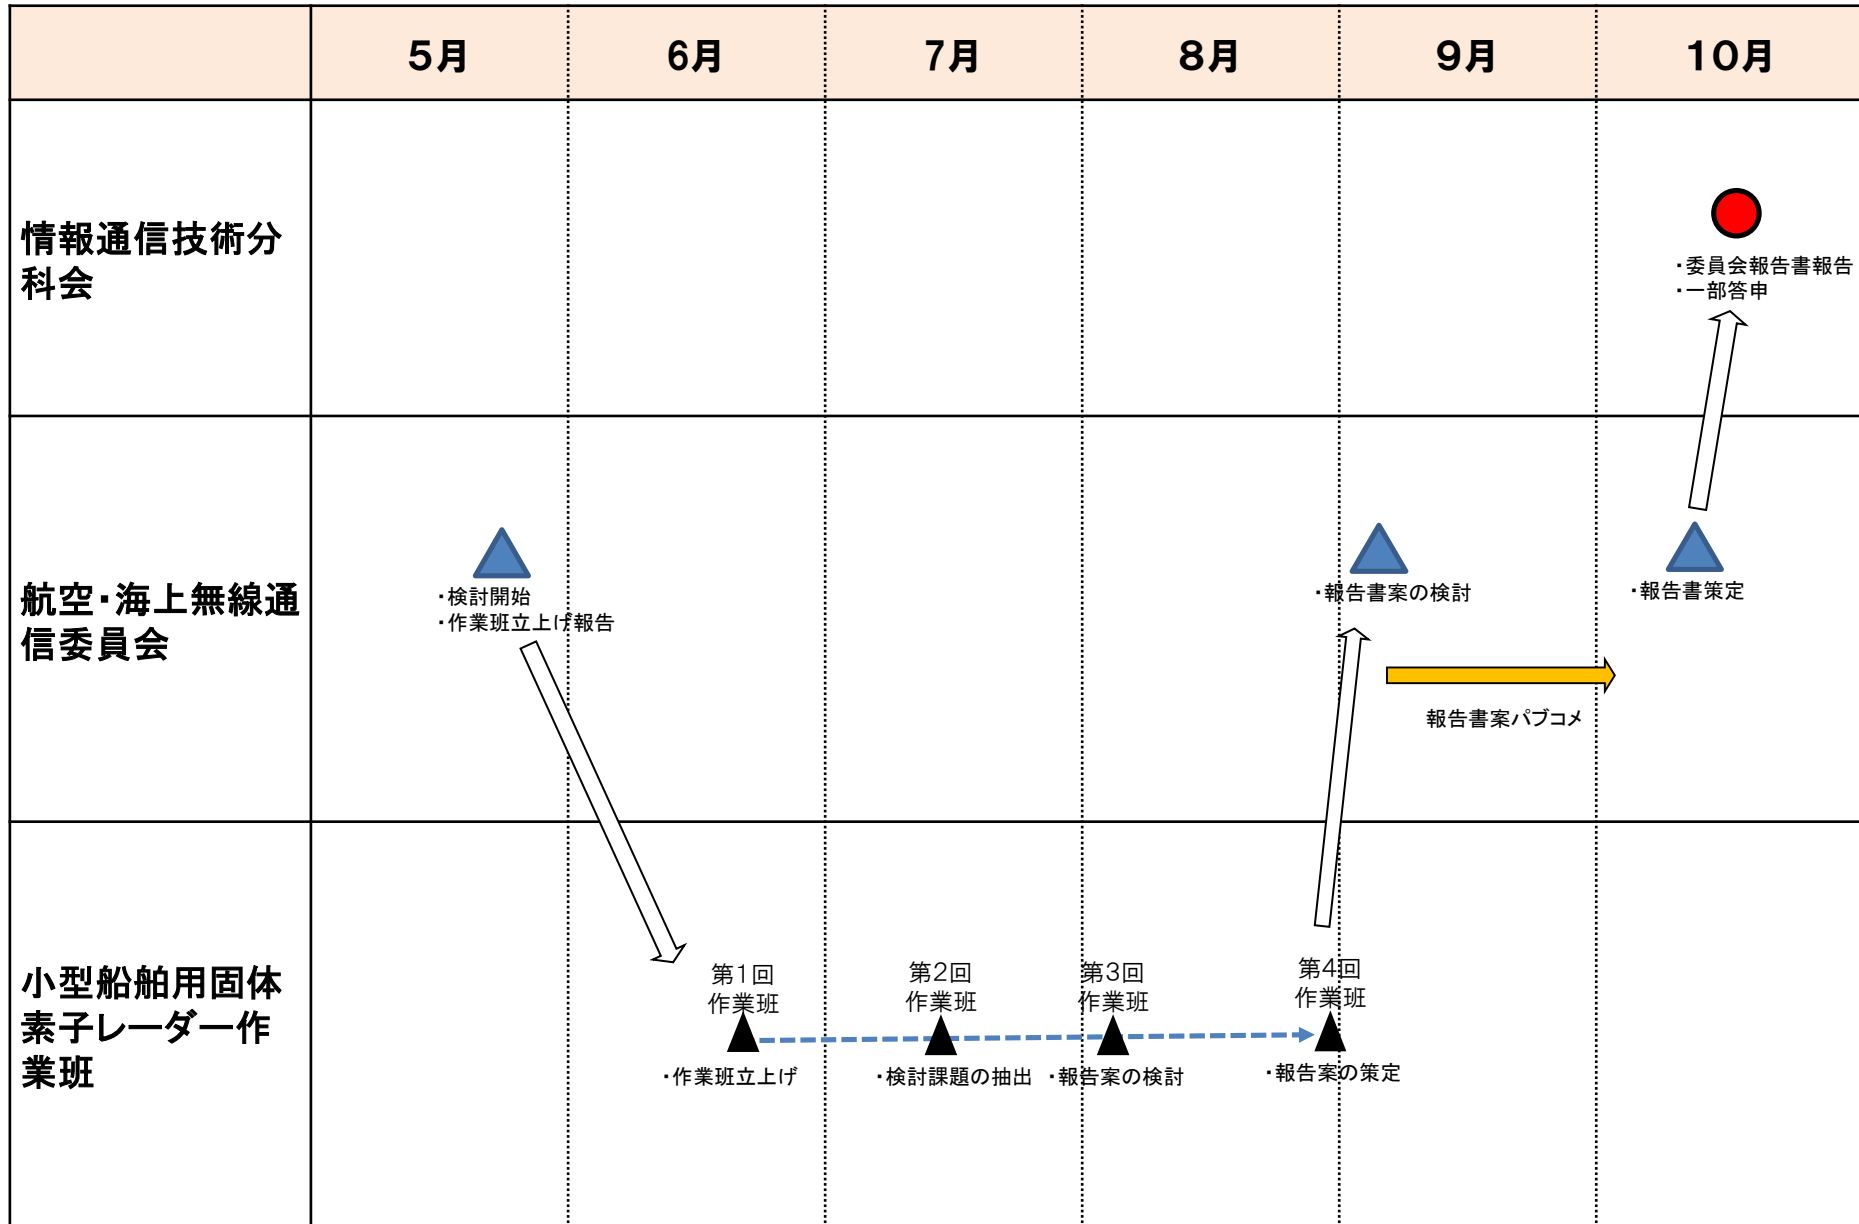 ５月
６月
７月
８月
９月
１０月
情報通信技術分
科会
・委員会報告書報告
・一部答申
航空・海上無線通
信委員会
・検討開始
・作業班立上げ報告
・報告書案の検討
・報告書策定
報告書案パブコメ
小型船舶用固体
素子レーダー作
業班
第１回
作業班
・作業班立上げ
第２回
作業班
・検討課題の抽出
第３回
作業班
・報告案の検討
第４回
作業班
・報告案の策定